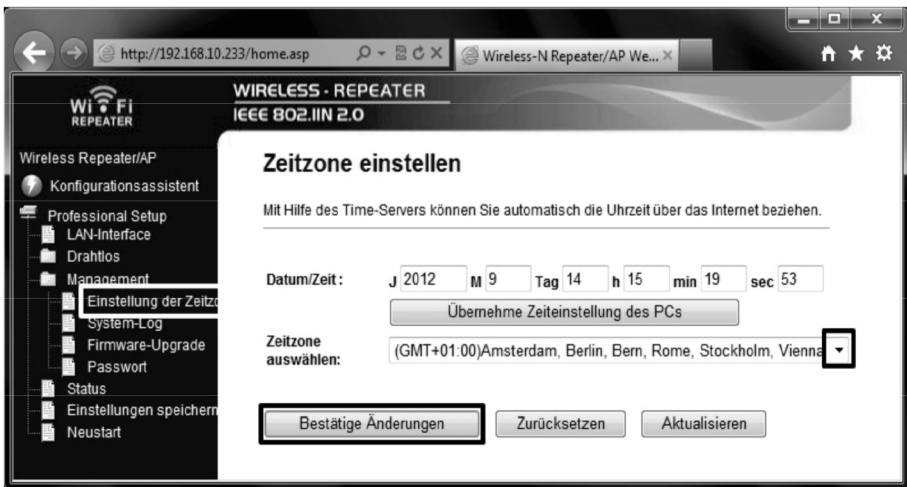 http://192.168.10.233/home.asp
Wireless-N Repeater/AP We...
Wi Fi
REPEATER
WIRELESS - REPEATER
IEEE 802.11N 2.0
Wireless Repeater/AP
Konfigurationsassistent
Professional Setup
LAN-Interface
Drahtlos
Management
Einstellung der Zeitzo
System-Log
Firmware-Upgrade
Passwort
Status
Einstellungen speichern
Neustart
Zeitzone einstellen
Mit Hilfe des Time-Servers können Sie automatisch die Uhrzeit über das Internet beziehen.
Datum/Zeit : J 2012 M 9 Tag 14 h 15 min 19 sec 53
Übernehme Zeiteinstellung des PCs
Zeitzone
auswählen:
(GMT+01:00)Amsterdam, Berlin, Bern, Rome, Stockholm, Vienna
Bestätige Änderungen Zurücksetzen Aktualisieren